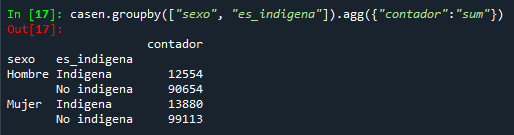 In [17]: casen.groupby(["sexo", "es_indigena"]).agg({"contador":"sum"})
Out[17]:
contador
sexo es_indigena
Hombre Indigena 12554
No indigena 90654
Mujer Indigena 13880
No indigena 99113